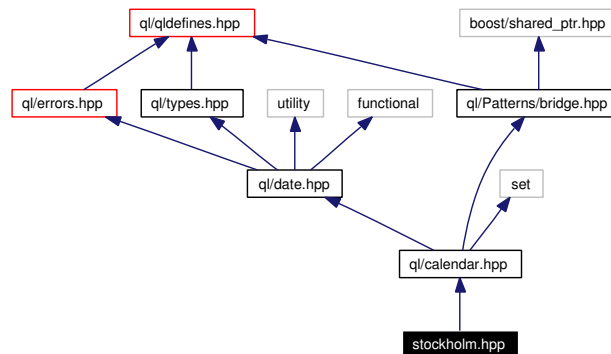 ql/qldefines.hpp
boost/shared_ptr.hpp
ql/errors.hpp
ql/types.hpp
utility
functional
ql/Patterns/bridge.hpp
ql/date.hpp
set
ql/calendar.hpp
stockholm.hpp